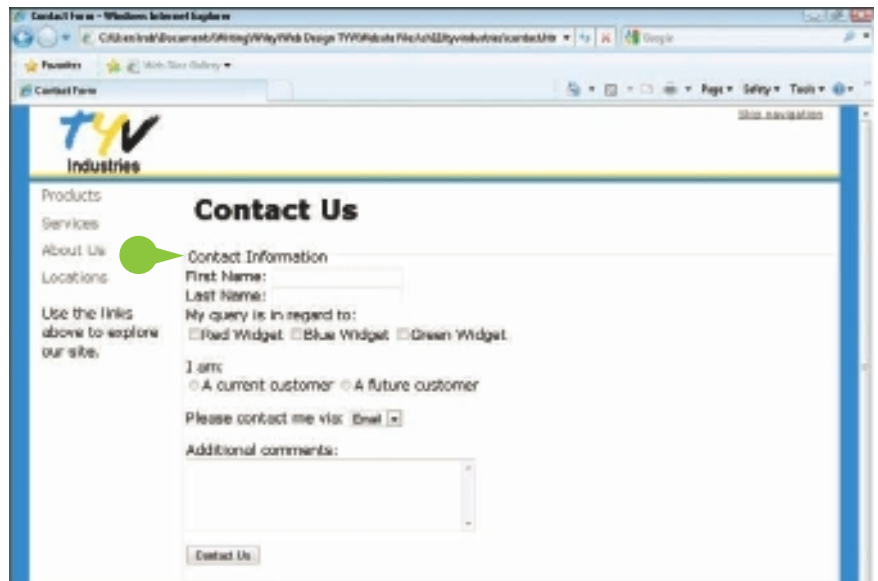 Contact Form - Windows Internet Explorer
Google
Favorites
Contact Form Page Safety Tools
Skip navigation
TYV
Industries
Products
Services
About Us
Locations
Use the links
above to explore
our site.
Contact Us
Contact Information
First Name:
Last Name:
My query is in regard to:
Red Widget Blue Widget Green Widget
I am:
A current customer A future customer
Please contact me via: Email
Additional comments:
Contact Us